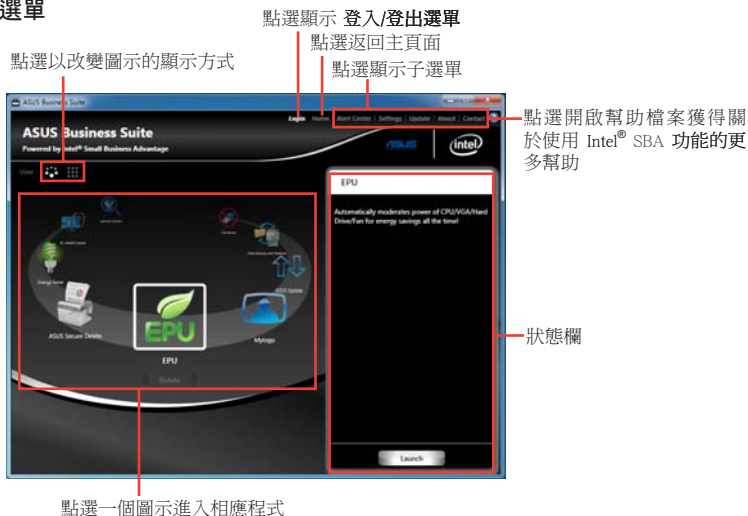 選單
點選顯示 登入/登出選單
點選返回主頁面
點選顯示子選單
點選以改變圖示的顯示方式
ASUS Business Suite
Login Home Alert Center | Settings | Update | About | Contact
ASUS Business Suite
Powered by Intel® Small Business Advantage
ASUS
intel
點選開啟幫助檔案獲得關
於使用 Intel® SBA 功能的更
多幫助
View
EPU
Automatically moderates power of CPU/VGA/Hard
Drive/Fan for energy savings all the time!
Energy Saver
ASUS Update
ASUS Secure Delete
EPU
Mylogo
EPU
Rotate
狀態欄
Launch
點選一個圖示進入相應程式